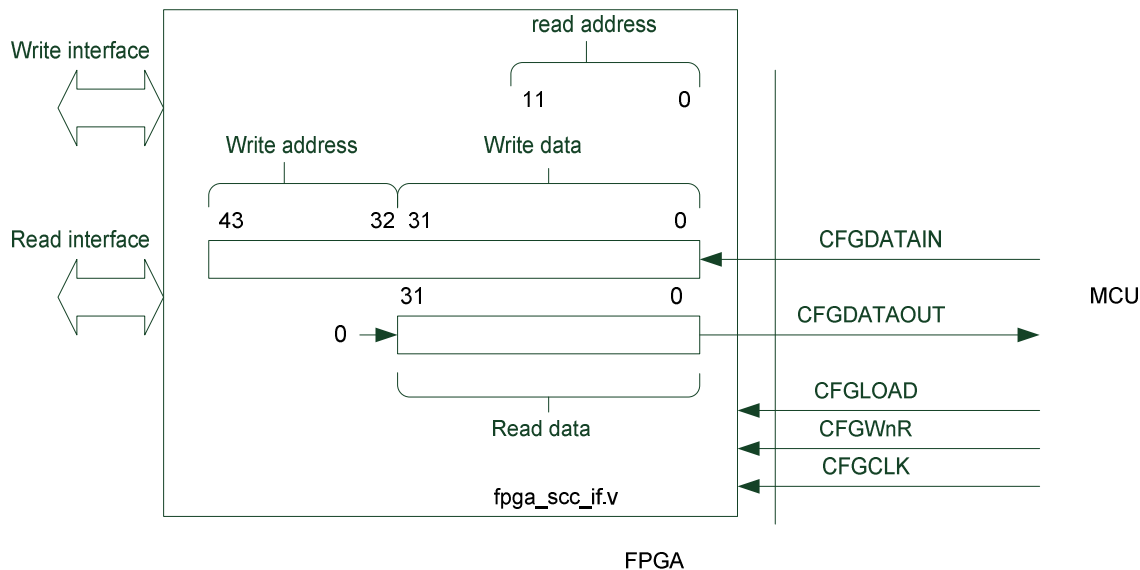 read address
Write interface
11 0
Write address Write data
43 32 31 0
Read interface
CFGDATAIN
31 0
MCU
CFGDATAOUT
0
CFGLOAD
Read data
CFGWnR
CFGCLK
fpga_scc_if.v
FPGA